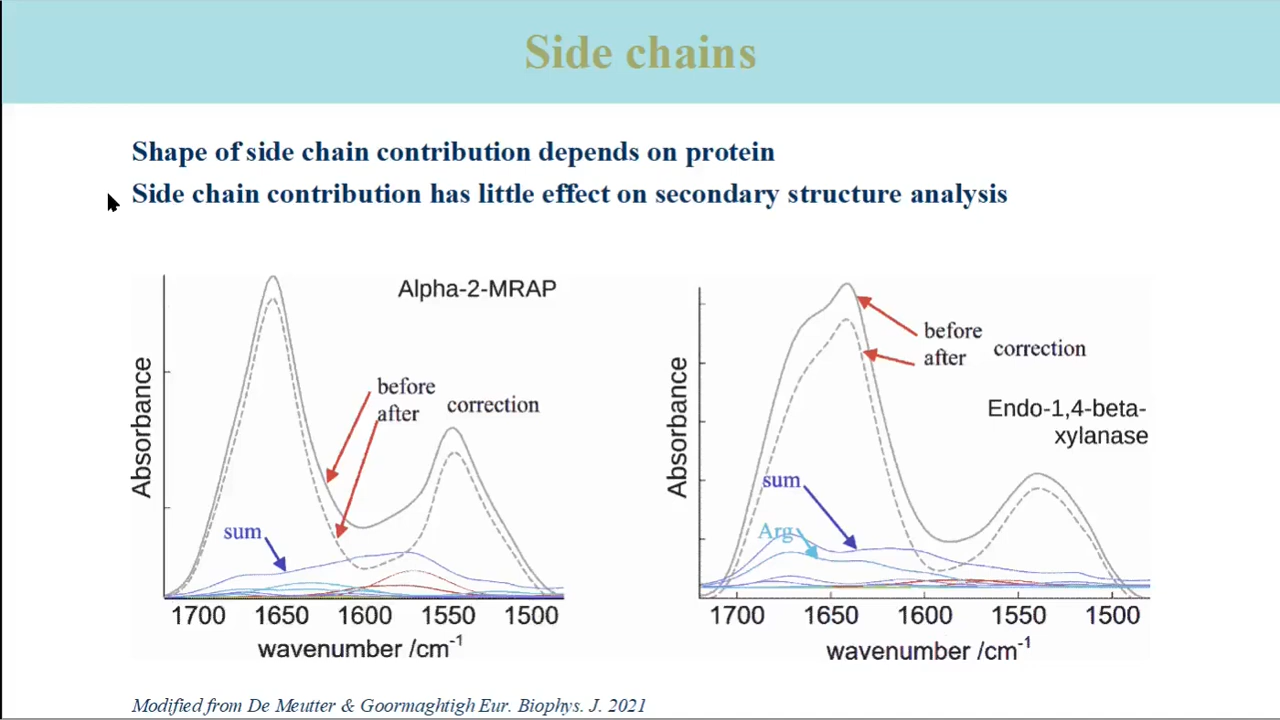 Side chains
Shape of side chain contribution depends on protein
Side chain contribution has little effect on secondary structure analysis
Alpha-2-MRAP
before
after
correction
sum
Absorbance
1700 1650 1600 1550 1500
wavenumber /cm-1
before
after
correction
Endo-1,4-beta-
xylanase
sum
Arg
Absorbance
1700 1650 1600 1550 1500
wavenumber /cm-1
Modified from De Meutter & Goormaghtigh Eur. Biophys. J. 2021